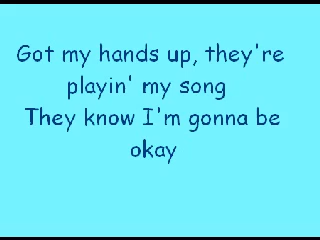 Got my hands up, they're
playin' my song
They know I'm gonna be
okay